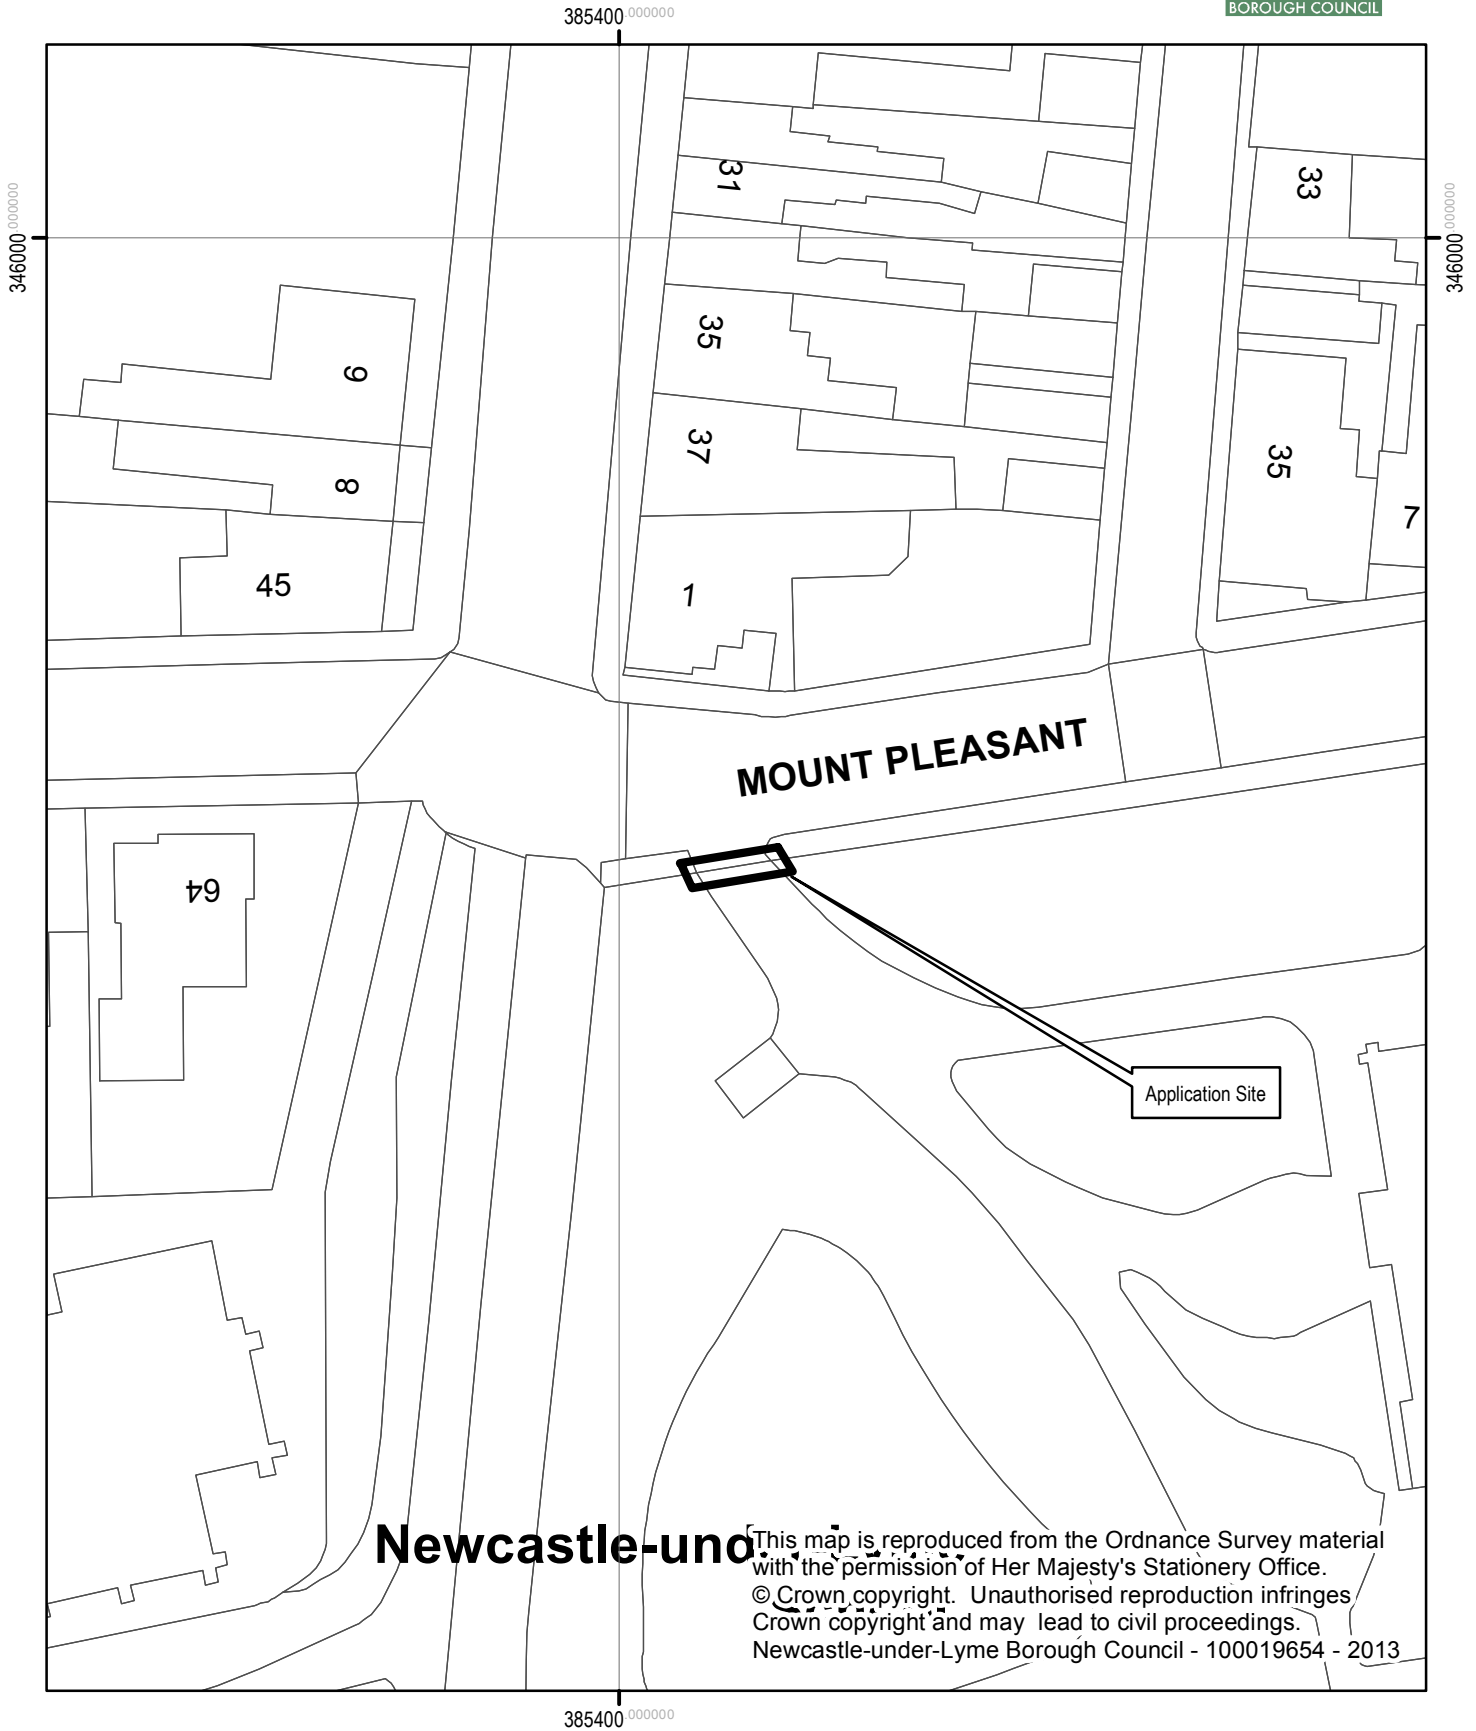 BOROUGH COUNCIL
385400.000000
346000.000000
346000.000000
31
33
35
9
37
35
8
7
45
1
MOUNT PLEASANT
64
Application Site
Newcastle-und
This map is reproduced from the Ordnance Survey material
with the permission of Her Majesty's Stationery Office.
© Crown copyright. Unauthorised reproduction infringes
Crown copyright and may lead to civil proceedings.
Newcastle-under-Lyme Borough Council - 100019654 - 2013
385400.000000